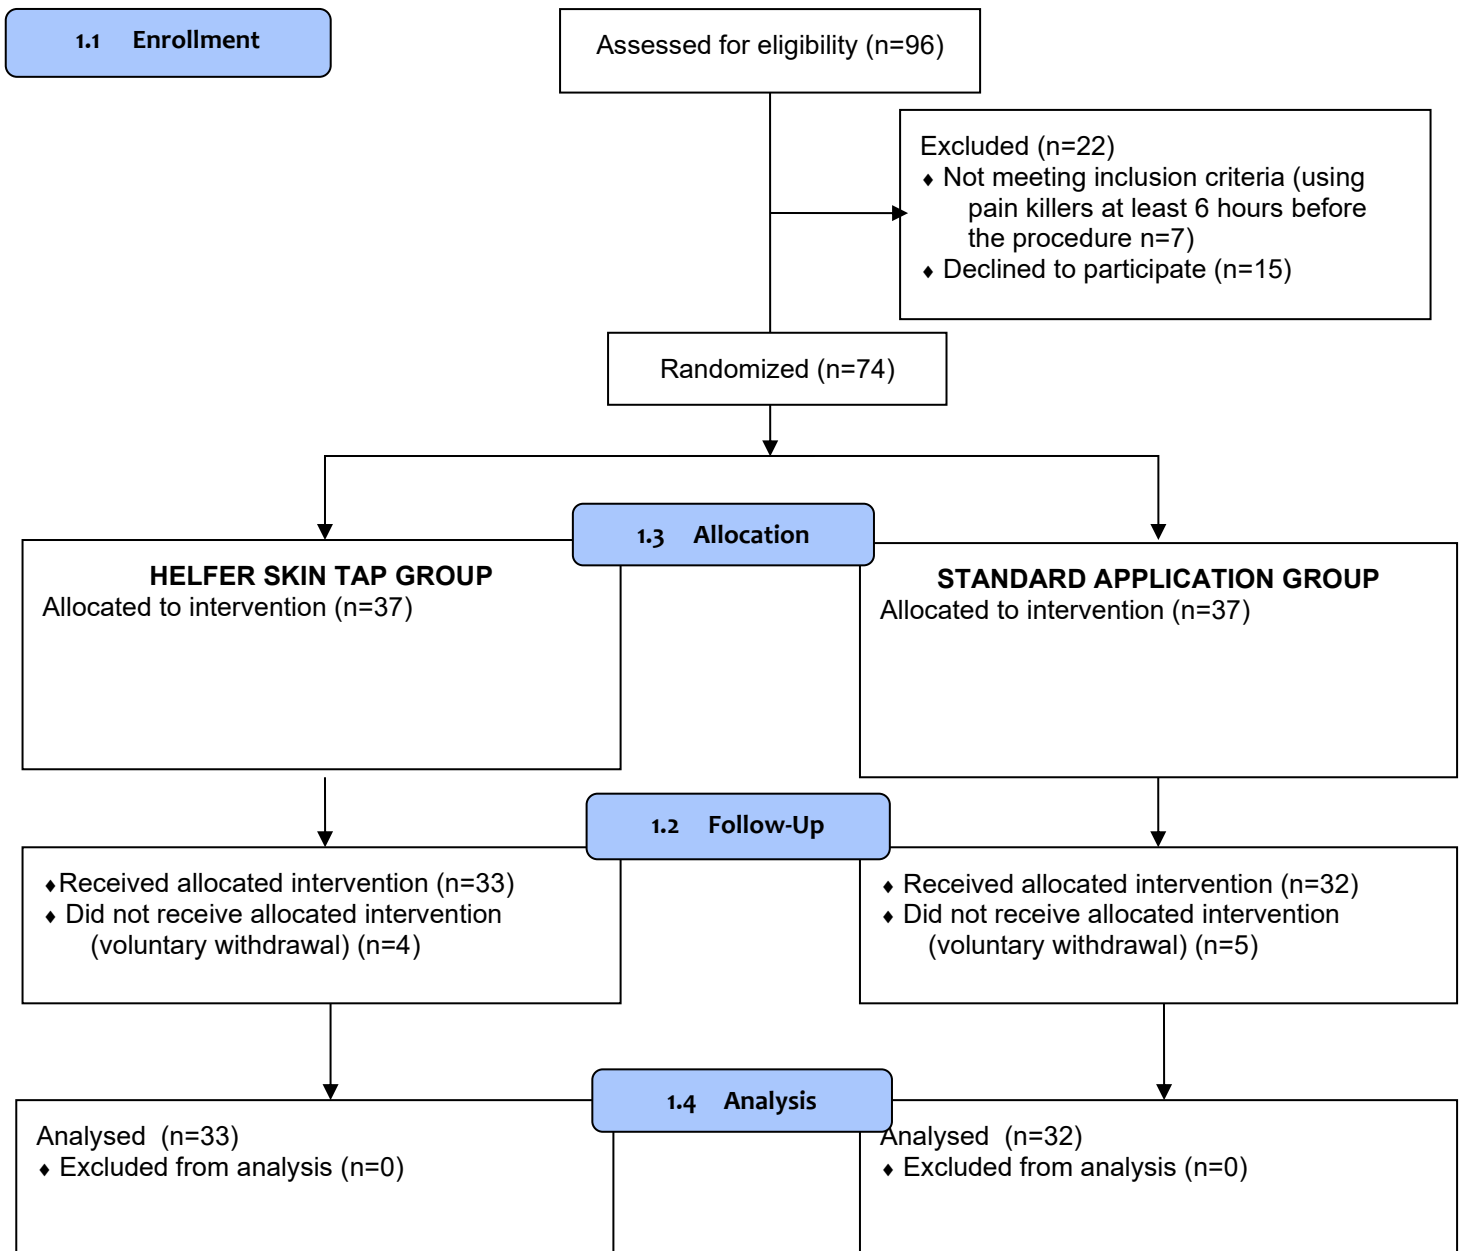 1.1 Enrollment
Assessed for eligibility (n=96)
Excluded (n=22)
♦ Not meeting inclusion criteria (using
pain killers at least 6 hours before
the procedure n=7)
♦ Declined to participate (n=15)
Randomized (n=74)
1.3 Allocation
HELFER SKIN TAP GROUP
Allocated to intervention (n=37)
STANDARD APPLICATION GROUP
Allocated to intervention (n=37)
1.2 Follow-Up
♦Received allocated intervention (n=33)
♦ Did not receive allocated intervention
(voluntary withdrawal) (n=4)
♦ Received allocated intervention (n=32)
♦ Did not receive allocated intervention
(voluntary withdrawal) (n=5)
1.4 Analysis
Analysed (n=33)
♦ Excluded from analysis (n=0)
Analysed (n=32)
♦ Excluded from analysis (n=0)